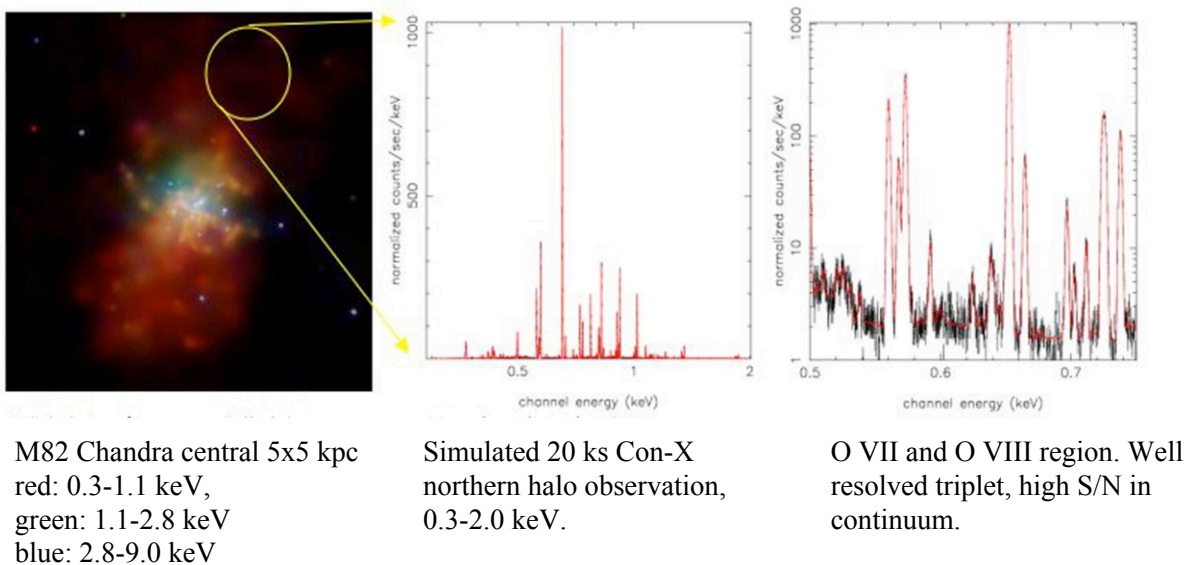 1000
500
normalized counts/sec/keV
0.5
1
2
channel energy (keV)
1000
100
10
1
normalized counts/sec/keV
0.5
0.6
0.7
channel energy (keV)
M82 Chandra central 5x5 kpc
red: 0.3-1.1 keV,
green: 1.1-2.8 keV
blue: 2.8-9.0 keV
Simulated 20 ks Con-X
northern halo observation,
0.3-2.0 keV.
O VII and O VIII region. Well
resolved triplet, high S/N in
continuum.